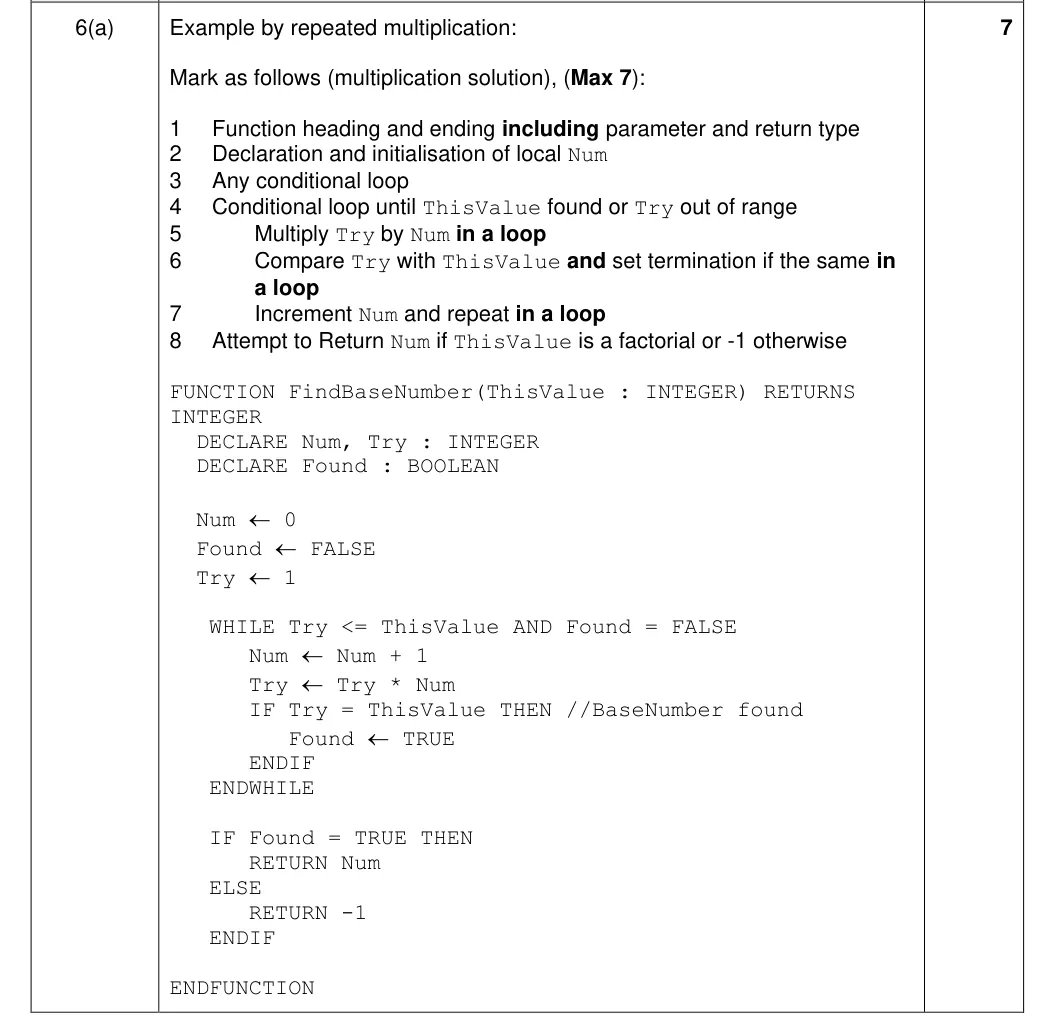 6(a) Example by repeated multiplication: 7
Mark as follows (multiplication solution), (Max 7):
1 Function heading and ending including parameter and return type
2 Declaration and initialisation of local Num
3 Any conditional loop
4 Conditional loop until ThisValue found or Try out of range
5 Multiply Try by Num in a loop
6 Compare Try with ThisValue and set termination if the same in
a loop
7 Increment Num and repeat in a loop
8 Attempt to Return Num if ThisValue is a factorial or -1 otherwise
FUNCTION FindBaseNumber(ThisValue : INTEGER) RETURNS
INTEGER
DECLARE Num, Try : INTEGER
DECLARE Found : BOOLEAN
Num ← 0
Found ← FALSE
Try ← 1
WHILE Try <= ThisValue AND Found = FALSE
Num ← Num + 1
Try ← Try * Num
IF Try = ThisValue THEN //BaseNumber found
Found ← TRUE
ENDIF
ENDWHILE
IF Found = TRUE THEN
RETURN Num
ELSE
RETURN -1
ENDIF
ENDFUNCTION